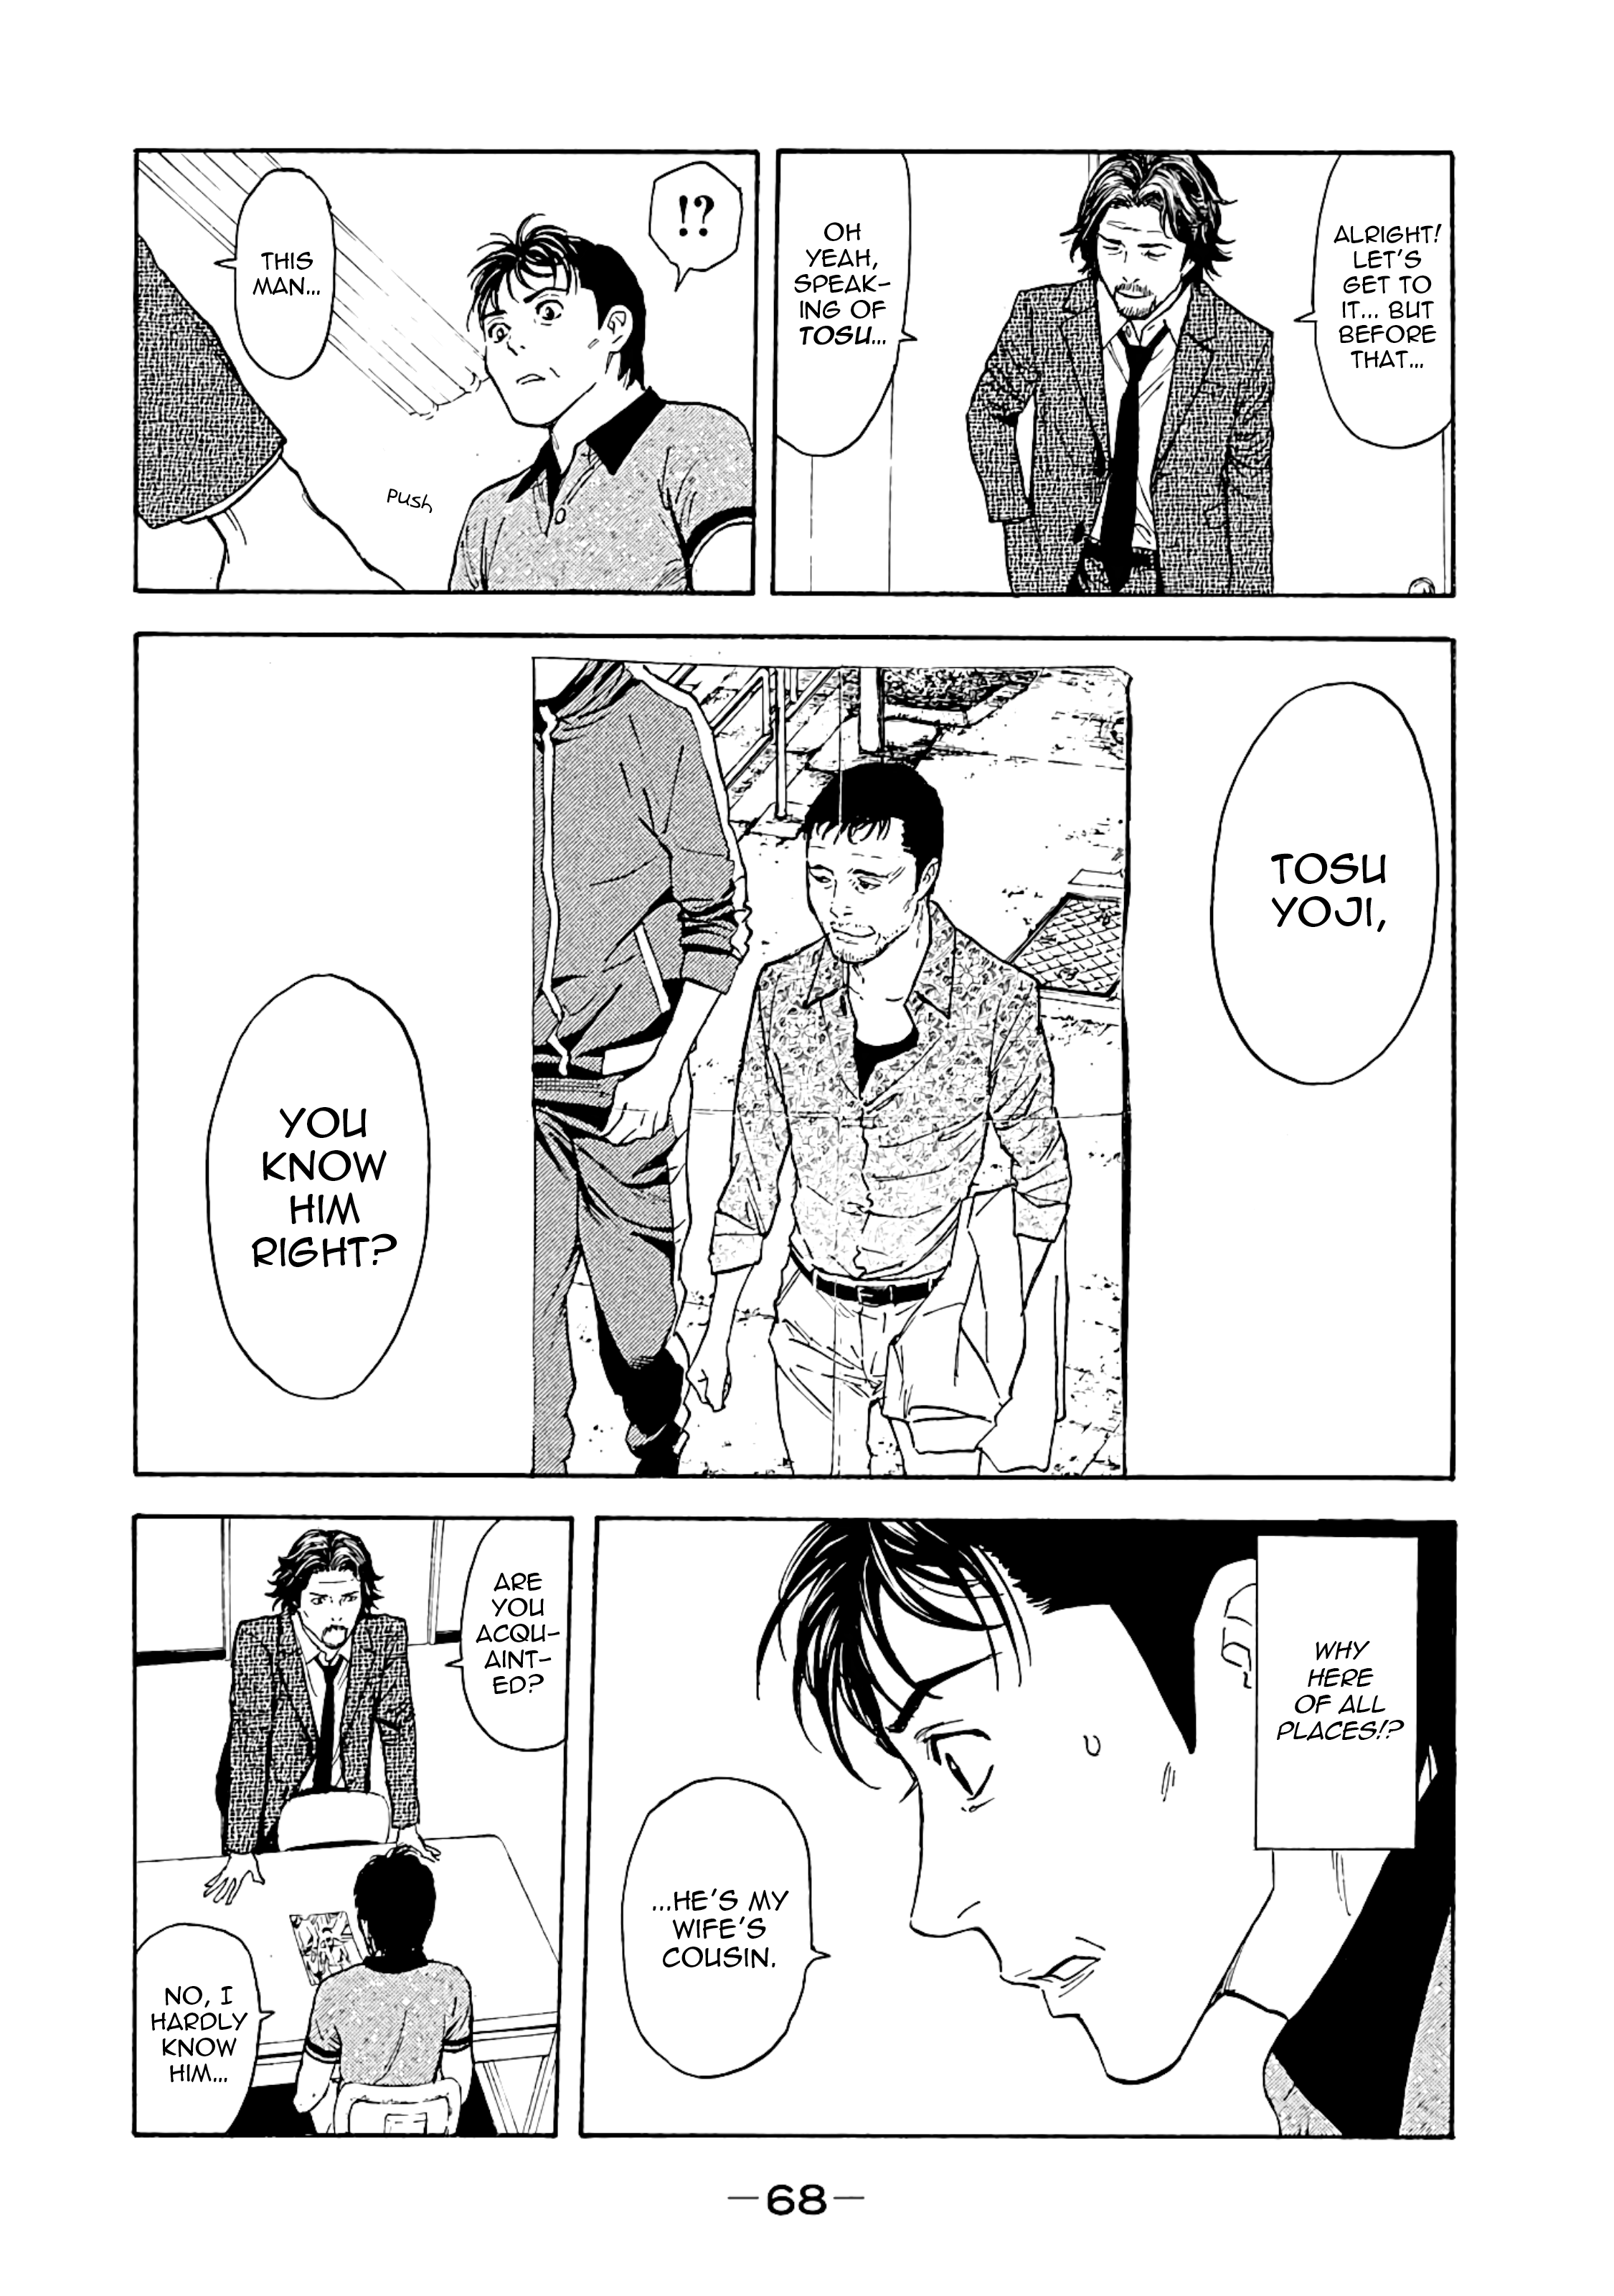 ALRIGHT!
LET'S
GET TO
IT... BUT
BEFORE
THAT...
OH
YEAH,
SPEAK-
ING OF
TOSU...
!?
THIS
MAN...
PUSH
TOSU
YOJI,
YOU
KNOW
HIM
RIGHT?
WHY
HERE
OF ALL
PLACES!?
...HE'S MY
WIFE'S
COUSIN.
ARE
YOU
ACQU-
AINT-
ED?
NO, I
HARDLY
KNOW
HIM...
—68—